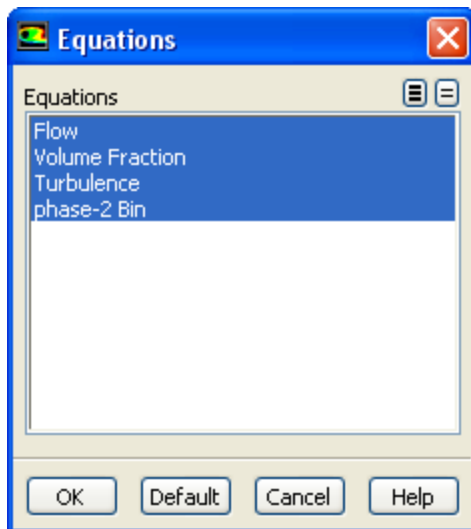 Equations
Equations
Flow
Volume Fraction
Turbulence
phase-2 Bin
OK Default Cancel Help